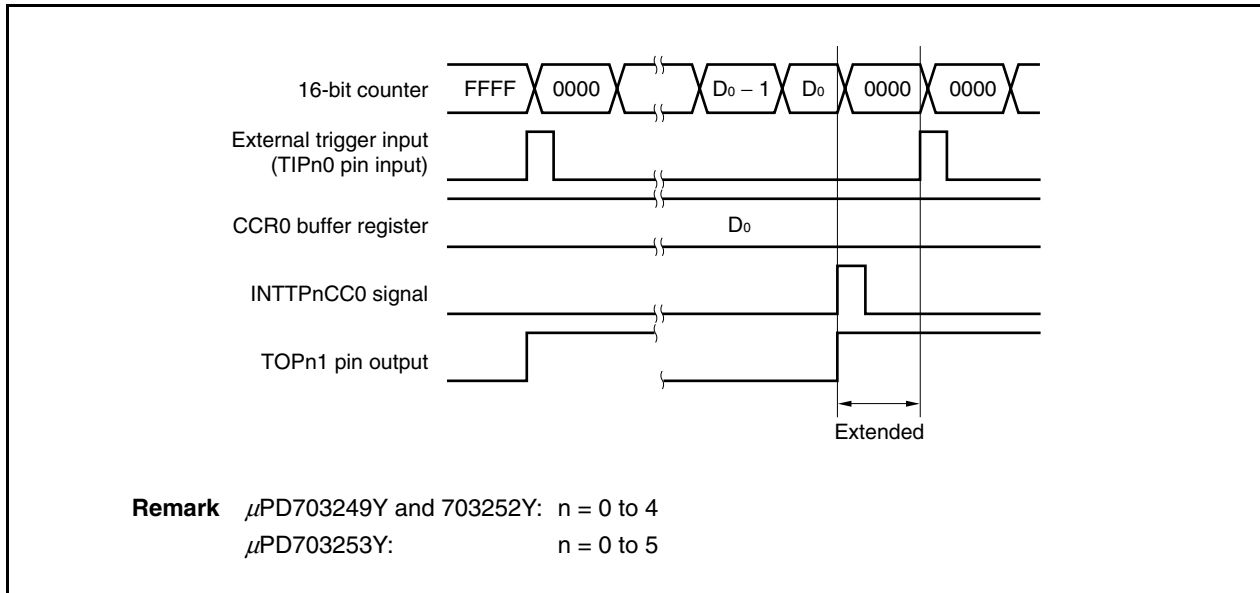 16-bit counter FFFF 0000 D0 − 1 D0 0000 0000
External trigger input
(TIPn0 pin input)
CCR0 buffer register D0
INTTPnCC0 signal
TOPn1 pin output
Extended
Remark μPD703249Y and 703252Y: n = 0 to 4
μPD703253Y: n = 0 to 5